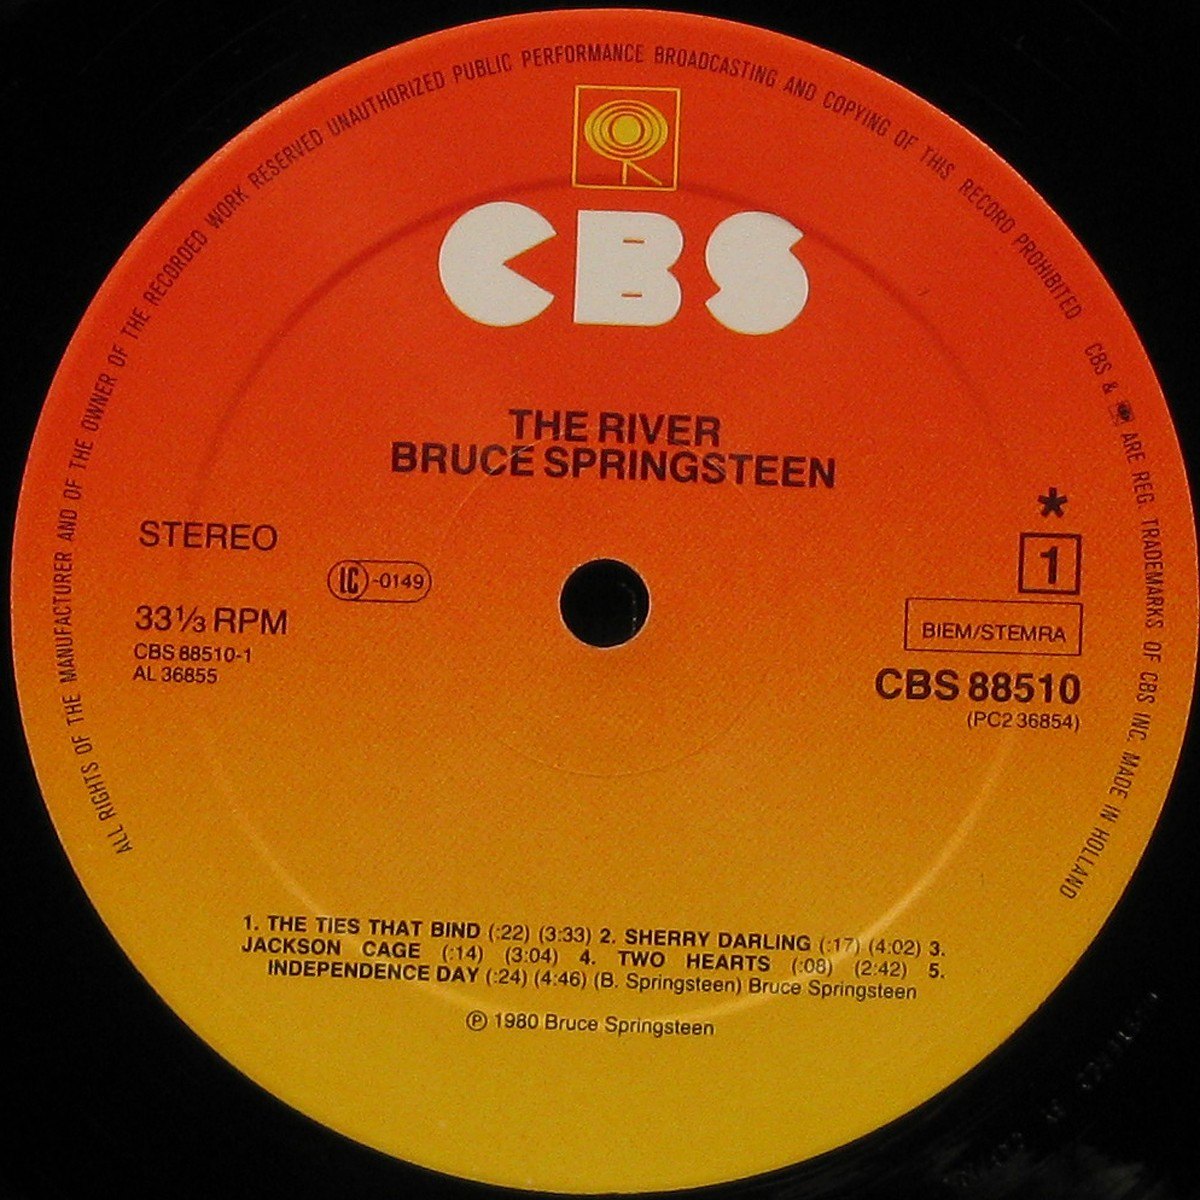 ALL RIGHTS OF THE MANUFACTURER AND OF THE OWNER OF THE RECORDED WORK RESERVED UNAUTHORIZED PUBLIC PERFORMANCE BROADCASTING AND COPYING OF THIS RECORD PROHIBITED
CBS & ARE REG. TRADEMARKS OF CBS INC. MADE IN HOLLAND
CBS
THE RIVER
BRUCE SPRINGSTEEN
STEREO
LC-0149
33⅓ RPM
CBS 88510-1
AL 36855
*
1
BIEM/STEMRA
CBS 88510
(PC2 36854)
1. THE TIES THAT BIND (:22) (3:33) 2. SHERRY DARLING (:17) (4:02) 3.
JACKSON CAGE (:14) (3:04) 4. TWO HEARTS (:08) (2:42) 5.
INDEPENDENCE DAY (:24) (4:46) (B. Springsteen) Bruce Springsteen
℗ 1980 Bruce Springsteen